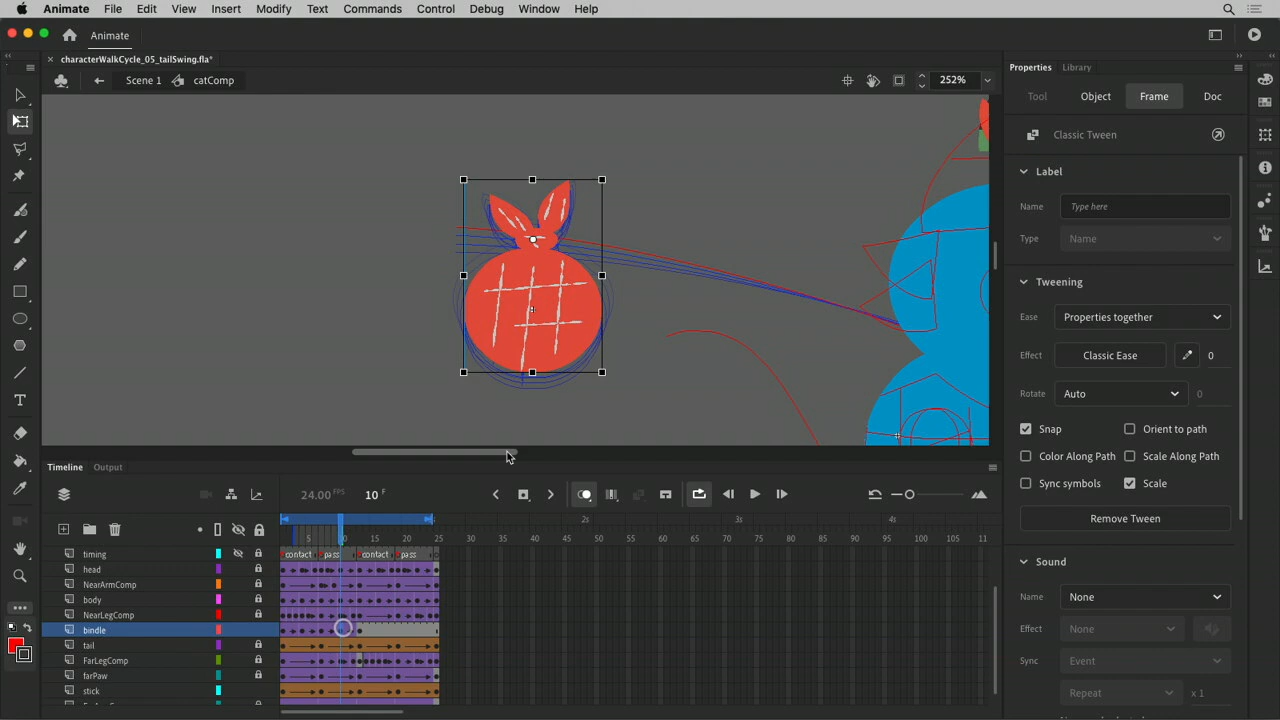 Animate File Edit View Insert Modify Text Commands Control Debug Window Help
Animate
characterWalkCycle_05_tailSwing.fla*
Scene 1 catComp 252%
Properties Library
Tool Object Frame Doc
Classic Tween
Label
Name Type here
Type Name
Tweening
Ease Properties together
Effect Classic Ease 0
Rotate Auto 0
Snap Orient to path
Color Along Path Scale Along Path
Sync symbols Scale
Remove Tween
Sound
Name None
Effect None
Sync Event
Repeat x 1
Timeline Output
24.00 FPS 10 F
2s 3s 4s
5 10 15 20 25 30 35 40 45 50 55 60 65 70 75 80 85 90 95 100 105 11
timing contact pass contact pass
head
NearArmComp
body
NearLegComp
bindle
tail
FarLegComp
farPaw
stick